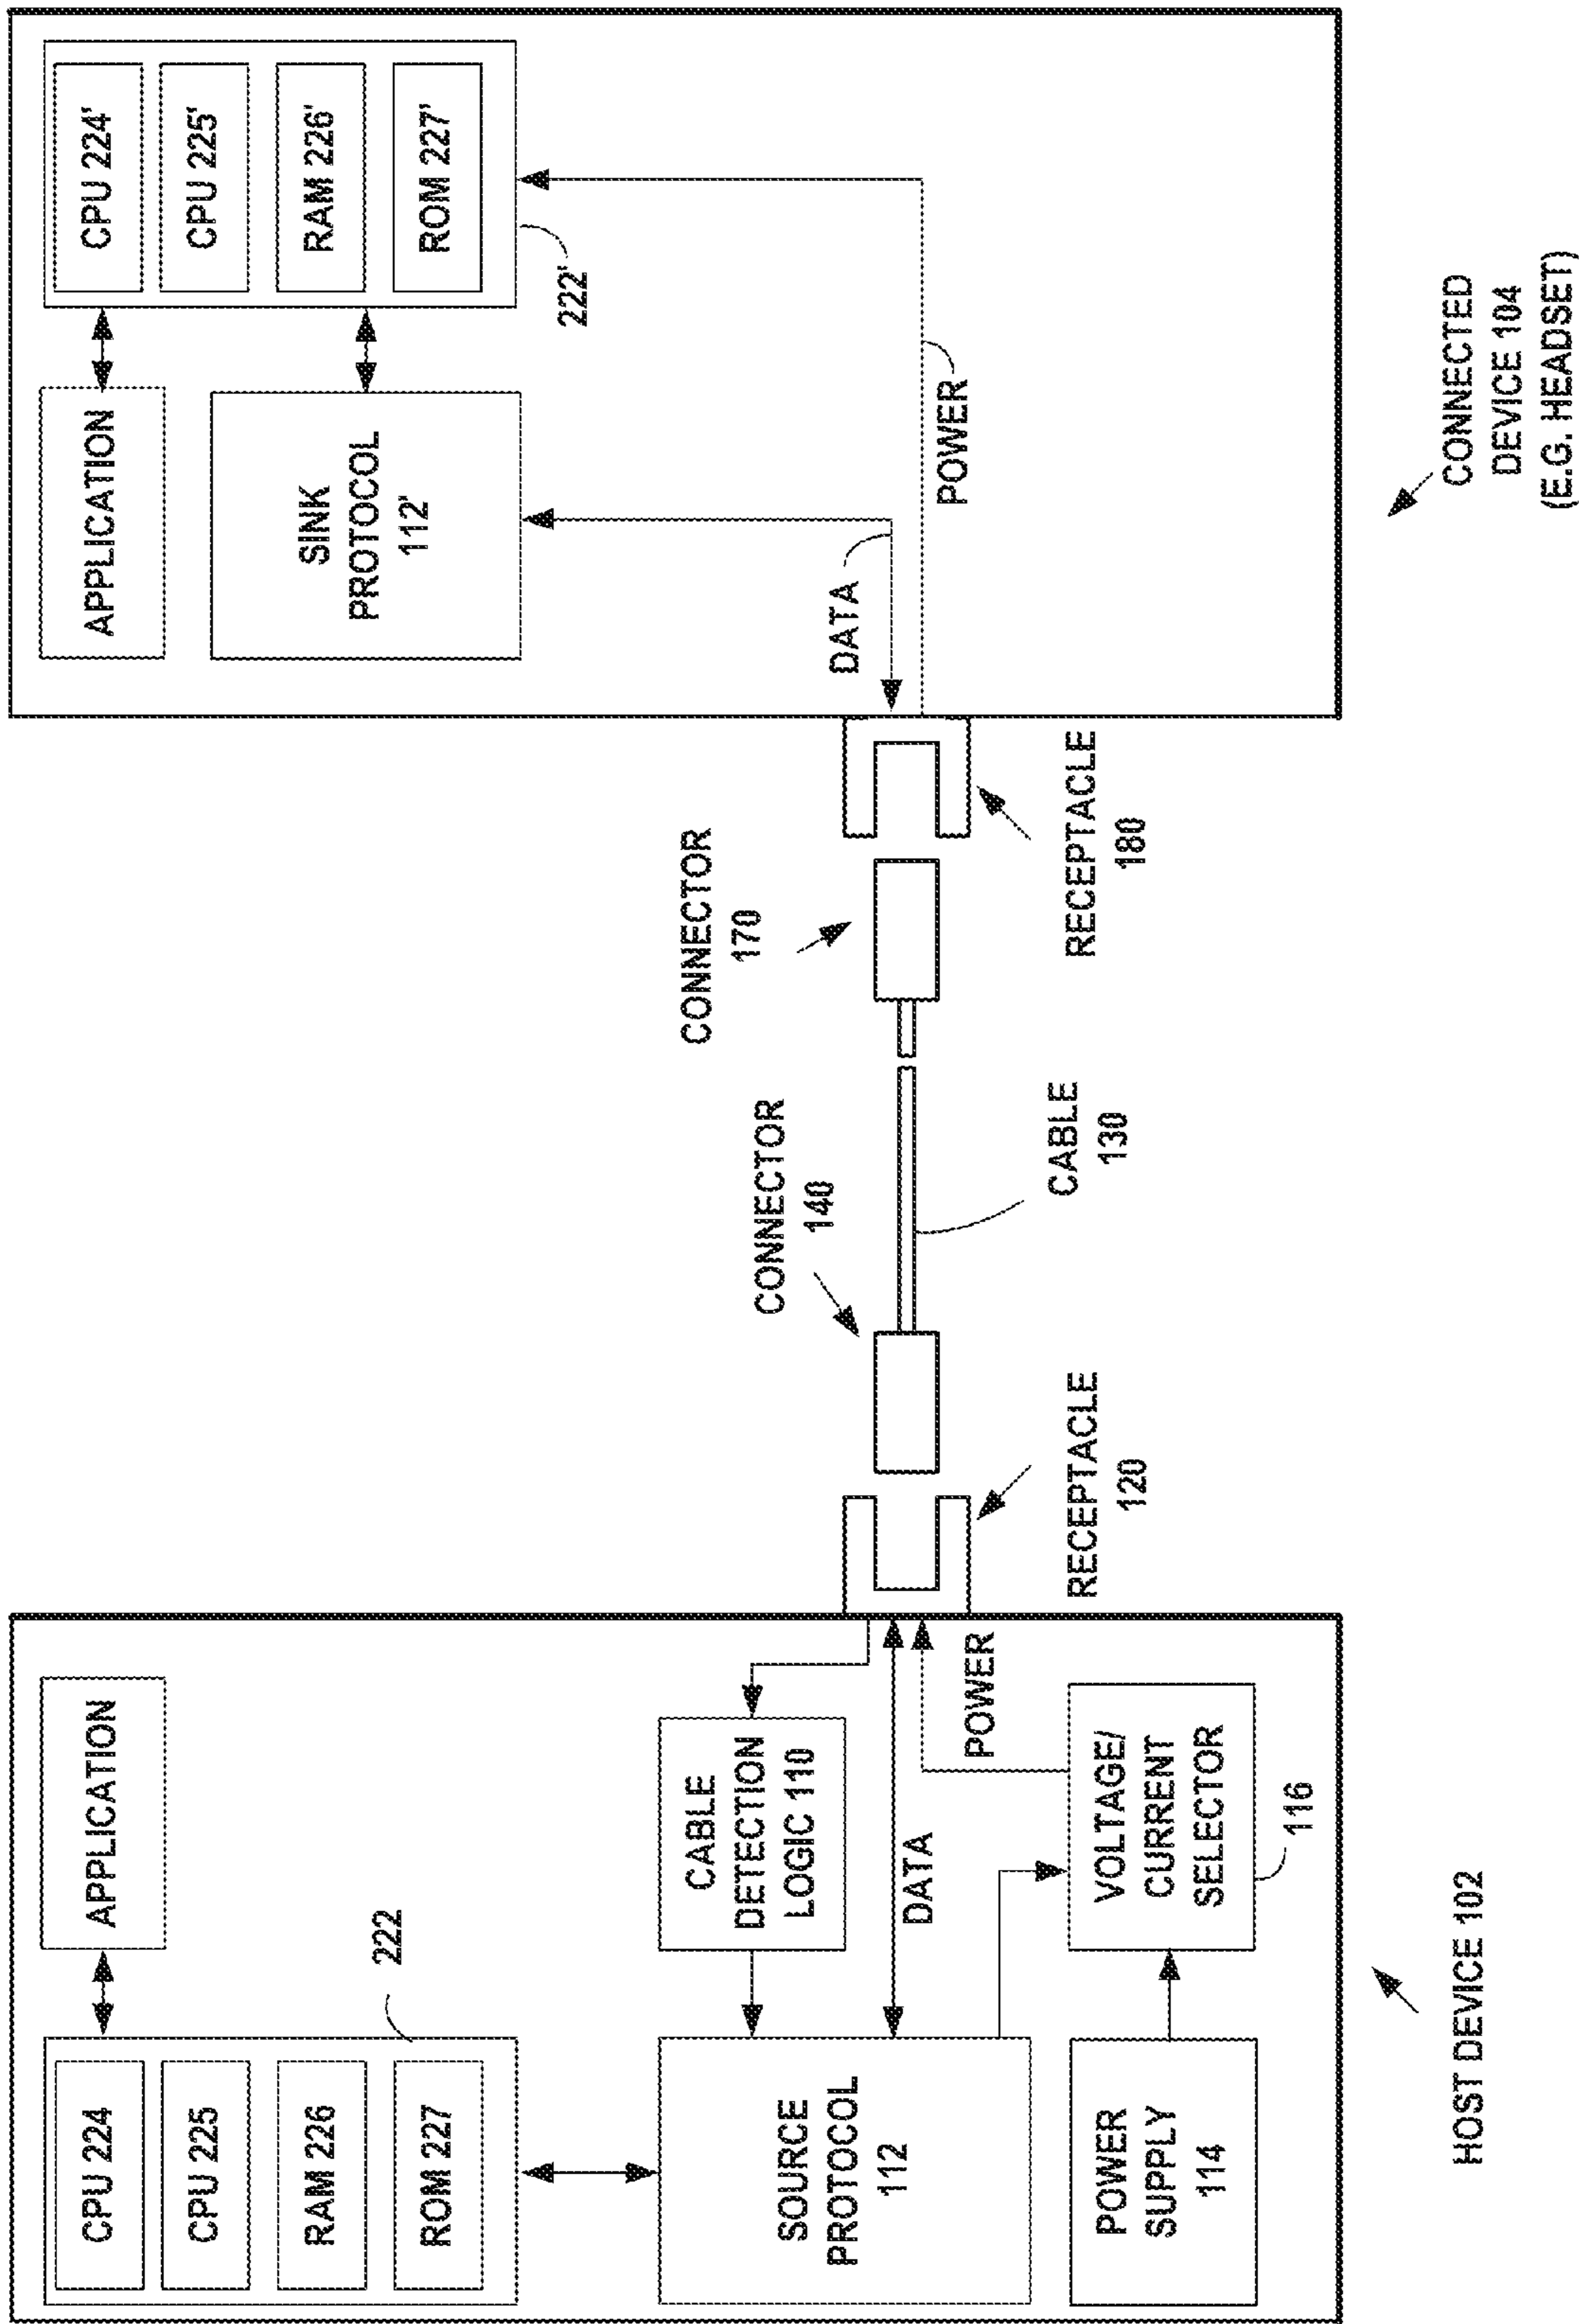 CPU 224
CPU 225
RAM 226
ROM 227
222
APPLICATION
SOURCE
PROTOCOL
112
CABLE
DETECTION
LOGIC 110
DATA
POWER
POWER
SUPPLY
114
VOLTAGE/
CURRENT
SELECTOR
116
HOST DEVICE 102
RECEPTACLE
120
CONNECTOR
140
CABLE
130
CONNECTOR
170
RECEPTACLE
180
APPLICATION
CPU 224'
CPU 225'
RAM 226'
ROM 227'
222'
SINK
PROTOCOL
112'
DATA
POWER
CONNECTED
DEVICE 104
(E.G. HEADSET)